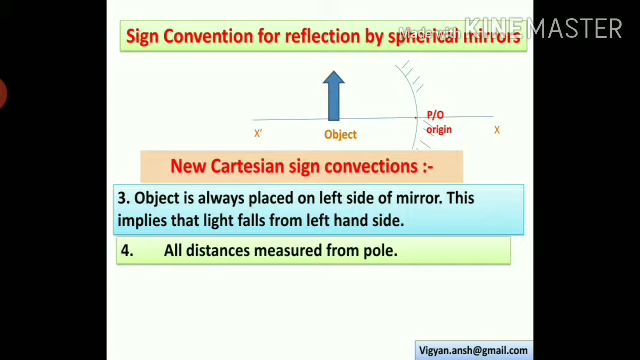 Made with KINEMASTER
Sign Convention for reflection by spherical mirrors
P/O
origin
X'
Object
X
New Cartesian sign convections :-
3. Object is always placed on left side of mirror. This
implies that light falls from left hand side.
4. All distances measured from pole.
Vigyan.ansh@gmail.com